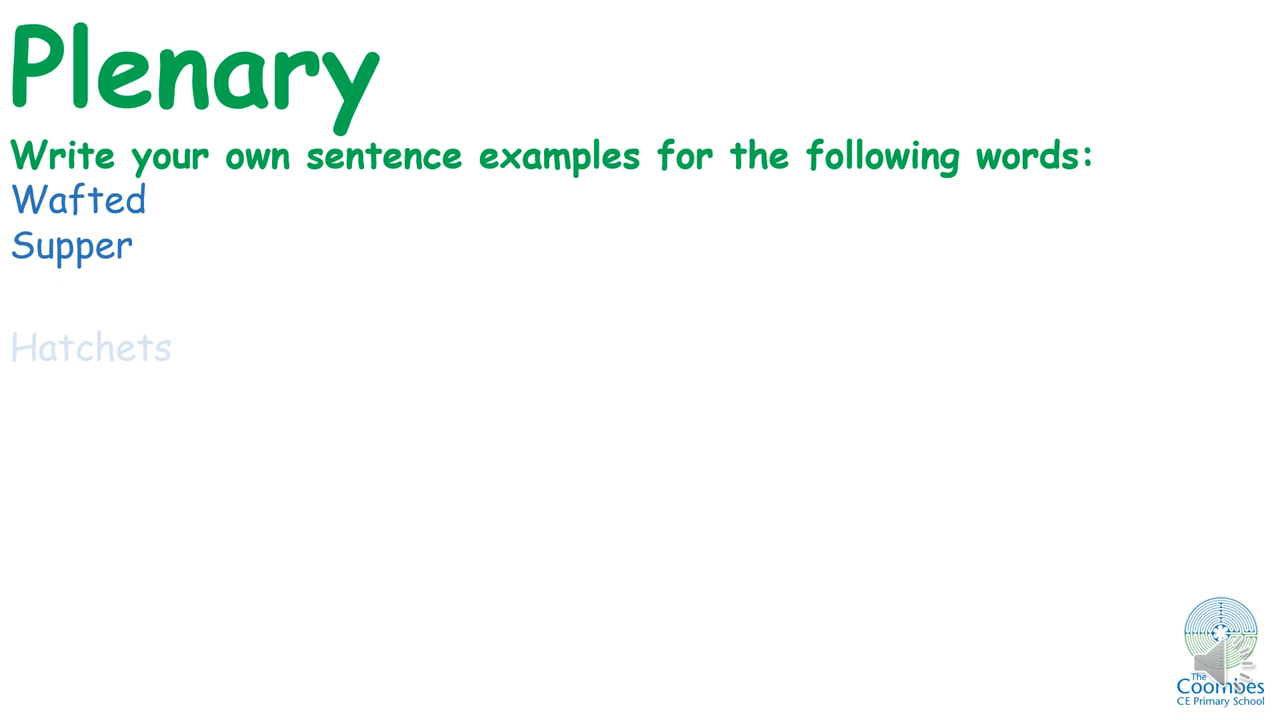 Plenary
Write your own sentence examples for the following words:
Wafted
Supper
Hatchets
The
Coombes
CE Primary School